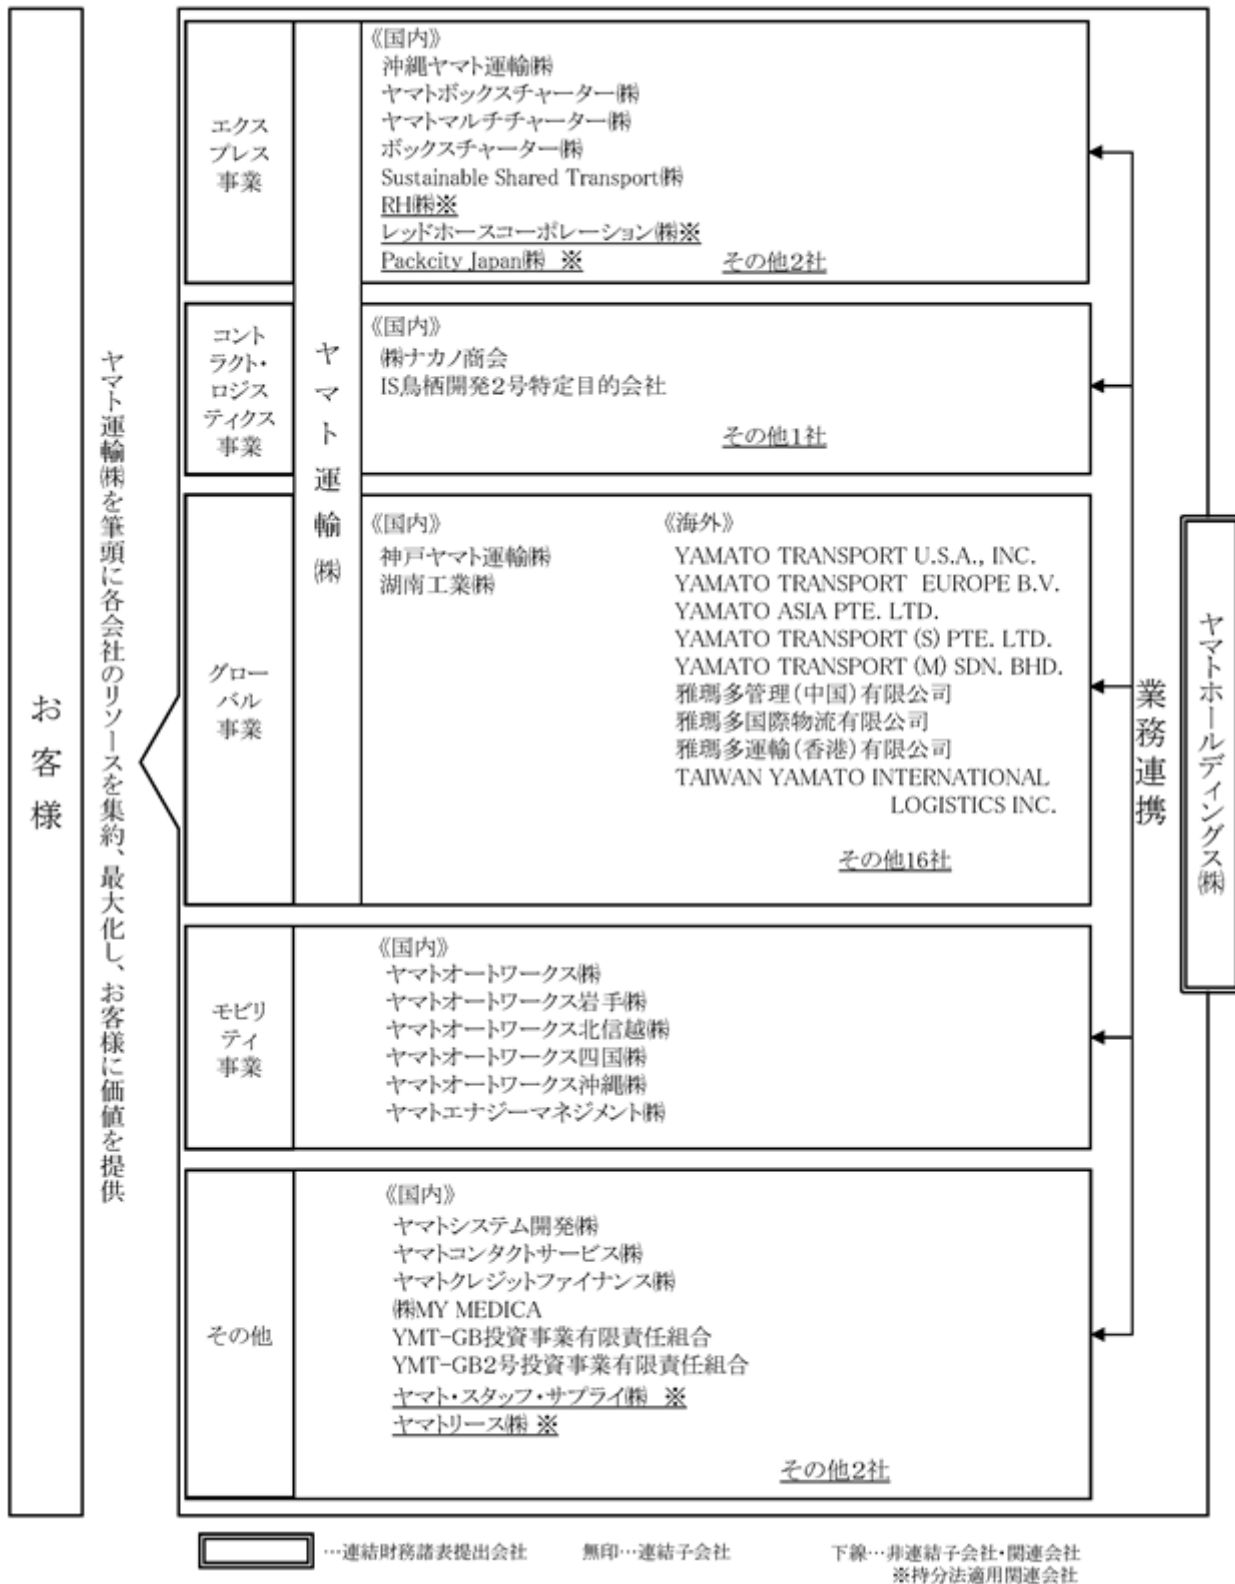 お客様
ヤマト運輸㈱を筆頭に各会社のリソースを集約、最大化し、お客様に価値を提供
エクス
プレス
事業
ヤマト運輸㈱
《国内》
沖縄ヤマト運輸㈱
ヤマトボックスチャーター㈱
ヤマトマルチチャーター㈱
ボックスチャーター㈱
Sustainable Shared Transport㈱
RH㈱※
レッドホースコーポレーション㈱※
Packcity Japan㈱ ※ その他2社
コント
ラクト・
ロジス
ティクス
事業
《国内》
㈱ナカノ商会
IS鳥栖開発2号特定目的会社
その他1社
グロー
バル
事業
《国内》
神戸ヤマト運輸㈱
湖南工業㈱
《海外》
YAMATO TRANSPORT U.S.A., INC.
YAMATO TRANSPORT EUROPE B.V.
YAMATO ASIA PTE. LTD.
YAMATO TRANSPORT (S) PTE. LTD.
YAMATO TRANSPORT (M) SDN. BHD.
雅瑪多管理(中国)有限公司
雅瑪多国際物流有限公司
雅瑪多運輸(香港)有限公司
TAIWAN YAMATO INTERNATIONAL
LOGISTICS INC.
その他16社
モビリ
ティ
事業
《国内》
ヤマトオートワークス㈱
ヤマトオートワークス岩手㈱
ヤマトオートワークス北信越㈱
ヤマトオートワークス四国㈱
ヤマトオートワークス沖縄㈱
ヤマトエナジーマネジメント㈱
その他
《国内》
ヤマトシステム開発㈱
ヤマトコンタクトサービス㈱
ヤマトクレジットファイナンス㈱
㈱MY MEDICA
YMT-GB投資事業有限責任組合
YMT-GB2号投資事業有限責任組合
ヤマト・スタッフ・サプライ㈱ ※
ヤマトリース㈱ ※
その他2社
業務連携
ヤマトホールディングス㈱
…連結財務諸表提出会社 無印…連結子会社 下線…非連結子会社・関連会社
※持分法適用関連会社